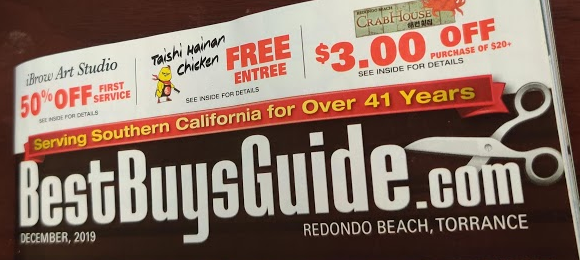 iBrow Art Studio
50% OFF FIRST SERVICE
SEE INSIDE FOR DETAILS
Taishi Hainan
Chicken
FREE
ENTREE
SEE INSIDE FOR DETAILS
REDONDO BEACH
CRABHOUSE
$3.00 OFF
PURCHASE OF $20+
SEE INSIDE FOR DETAILS
Serving Southern California for Over 41 Years
BestBuysGuide.com
DECEMBER, 2019
REDONDO BEACH, TORRANCE